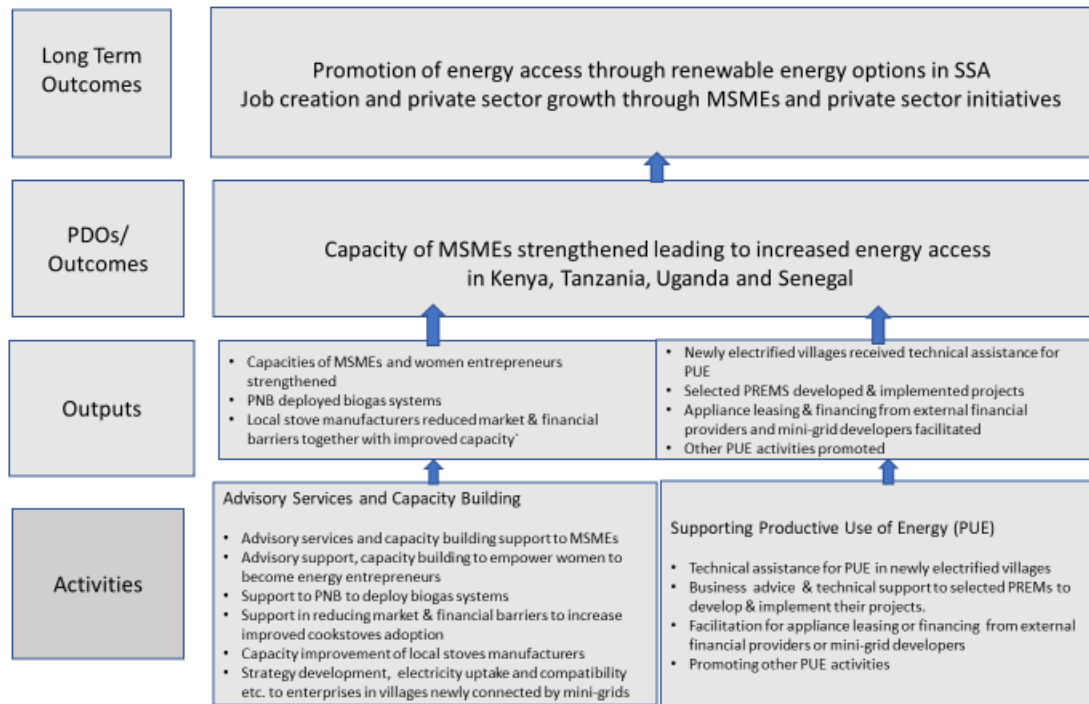 Long Term
Outcomes
Promotion of energy access through renewable energy options in SSA
Job creation and private sector growth through MSMEs and private sector initiatives
PDOs/
Outcomes
Capacity of MSMEs strengthened leading to increased energy access
in Kenya, Tanzania, Uganda and Senegal
Outputs
• Capacities of MSMEs and women entrepreneurs
strengthened
• PNB deployed biogas systems
• Local stove manufacturers reduced market & financial
barriers together with improved capacity`
• Newly electrified villages received technical assistance for
PUE
• Selected PREMS developed & implemented projects
• Appliance leasing & financing from external financial
providers and mini-grid developers facilitated
• Other PUE activities promoted
Activities
Advisory Services and Capacity Building
• Advisory services and capacity building support to MSMEs
• Advisory support, capacity building to empower women to
become energy entrepreneurs
• Support to PNB to deploy biogas systems
• Support in reducing market & financial barriers to increase
improved cookstoves adoption
• Capacity improvement of local stoves manufacturers
• Strategy development, electricity uptake and compatibility
etc. to enterprises in villages newly connected by mini-grids
Supporting Productive Use of Energy (PUE)
• Technical assistance for PUE in newly electrified villages
• Business advice & technical support to selected PREMs to
develop & implement their projects.
• Facilitation for appliance leasing or financing from external
financial providers or mini-grid developers
• Promoting other PUE activities